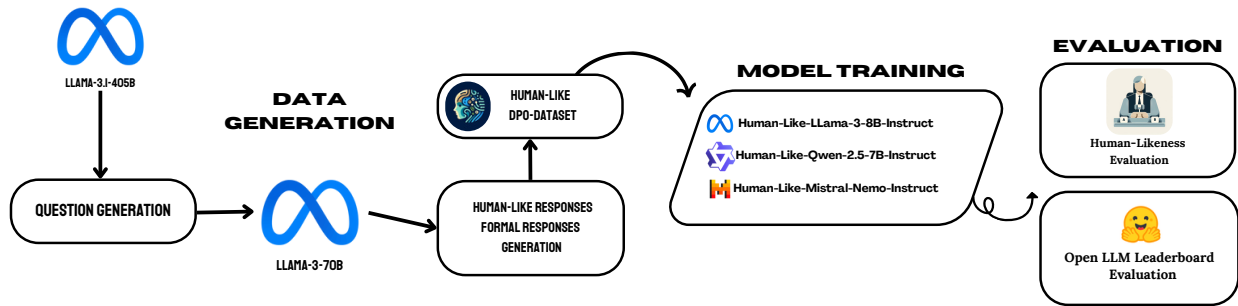 LLAMA-3.1-405B
QUESTION GENERATION
DATA
GENERATION
LLAMA-3-70B
HUMAN-LIKE RESPONSES
FORMAL RESPONSES
GENERATION
HUMAN-LIKE
DPO-DATASET
MODEL TRAINING
Human-Like-LLama-3-8B-Instruct
Human-Like-Qwen-2.5-7B-Instruct
Human-Like-Mistral-Nemo-Instruct
EVALUATION
Human-Likeness
Evaluation
Open LLM Leaderboard
Evaluation